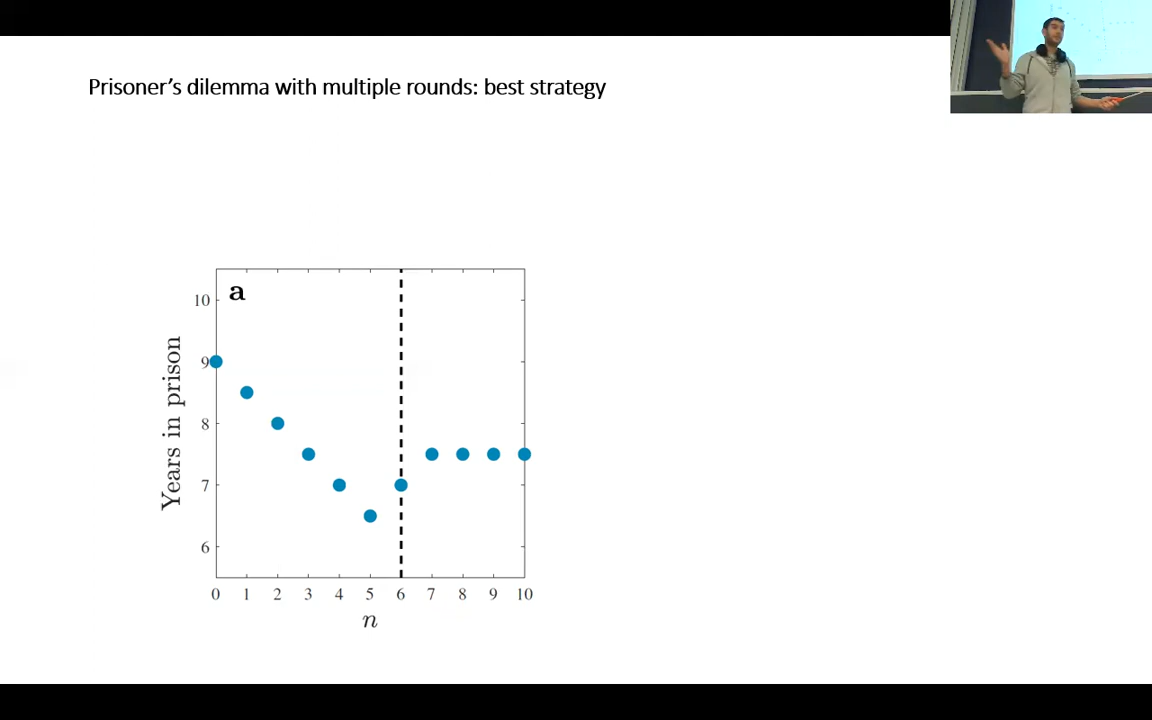 Prisoner’s dilemma with multiple rounds: best strategy
a
10
9
8
7
6
Years in prison
0 1 2 3 4 5 6 7 8 9 10
n